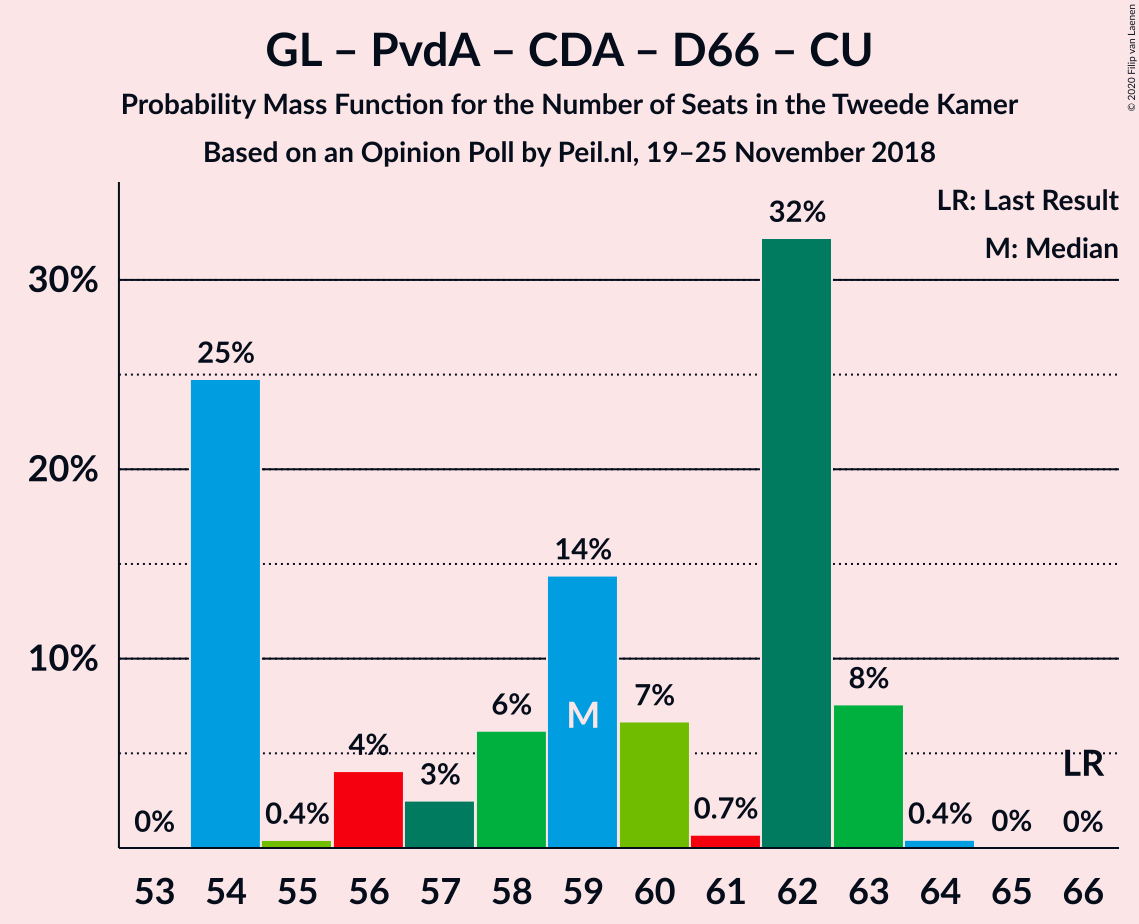 GL – PvdA – CDA – D66 – CU
Probability Mass Function for the Number of Seats in the Tweede Kamer
Based on an Opinion Poll by Peil.nl, 19–25 November 2018
© 2020 Filip van Laenen
LR: Last Result
M: Median
30%
20%
10%
0%
25%
0.4%
4%
3%
6%
14%
M
7%
0.7%
32%
8%
0.4%
0%
LR
0%
53 54 55 56 57 58 59 60 61 62 63 64 65 66